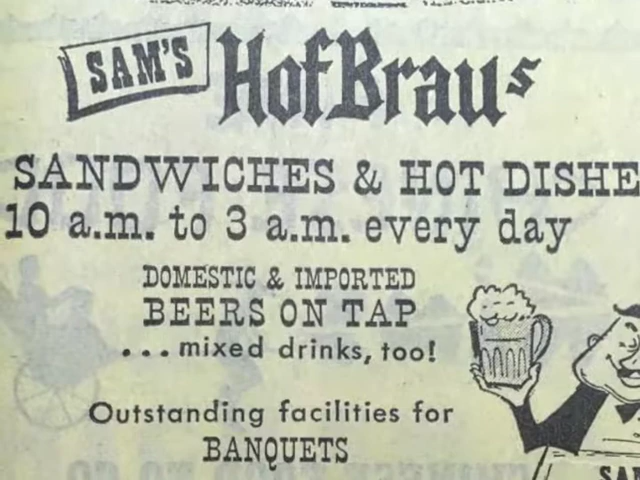 SAM'S HofBraus
SANDWICHES & HOT DISHE
10 a.m. to 3 a.m. every day
DOMESTIC & IMPORTED
BEERS ON TAP
... mixed drinks, too!
Outstanding facilities for
BANQUETS
SA